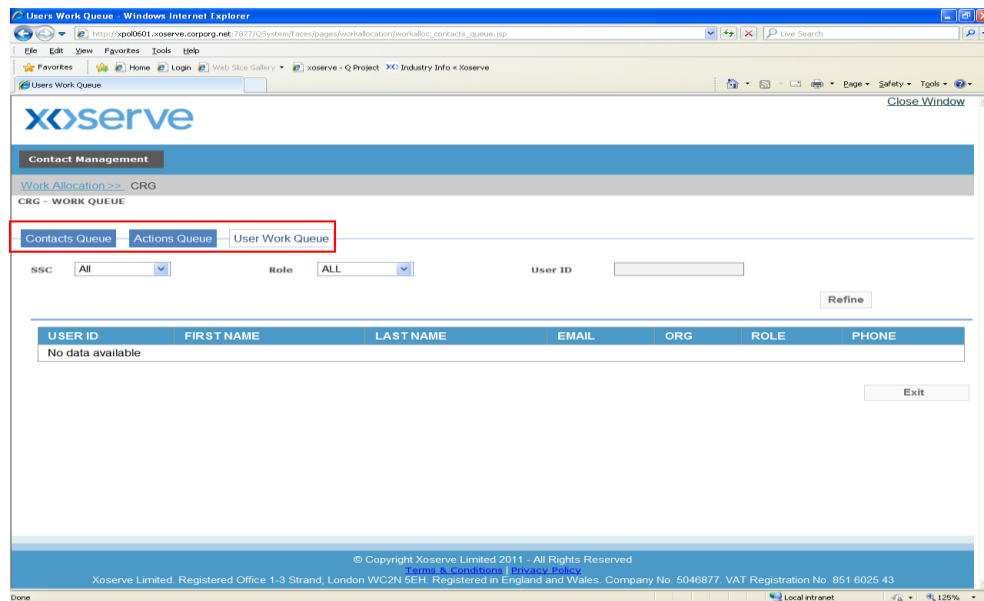 Users Work Queue - Windows Internet Explorer
http://xpol0601.xoserve.corporg.net:7877/QSystem/faces/pages/workallocation/workalloc_contacts_queue.jsp
Live Search
File Edit View Favorites Tools Help
Favorites Home Login Web Slice Gallery xoserve - Q Project Industry Info « Xoserve
Users Work Queue Page Safety Tools
Close Window
xoserve
Contact Management
Work Allocation >> CRG
CRG - WORK QUEUE
Contacts Queue Actions Queue User Work Queue
SSC All Role ALL User ID
Refine
USER ID FIRST NAME LAST NAME EMAIL ORG ROLE PHONE
No data available
Exit
© Copyright Xoserve Limited 2011 - All Rights Reserved
Terms & Conditions | Privacy Policy
Xoserve Limited. Registered Office 1-3 Strand, London WC2N 5EH. Registered in England and Wales. Company No. 5046877. VAT Registration No. 851 6025 43
Done Local intranet 125%